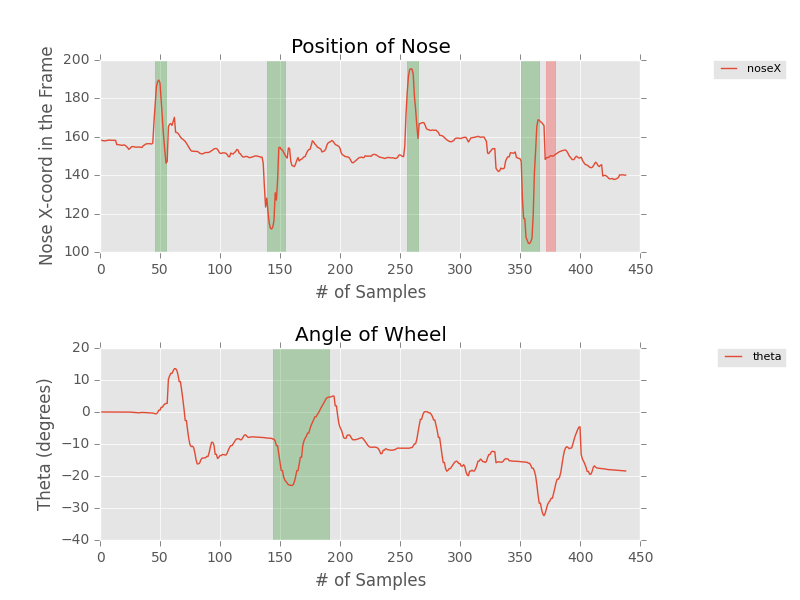 Position of Nose
200
180
160
140
120
100
Nose X-coord in the Frame
0 50 100 150 200 250 300 350 400 450
# of Samples
noseX
Angle of Wheel
20
10
0
−10
−20
−30
−40
Theta (degrees)
0 50 100 150 200 250 300 350 400 450
# of Samples
theta